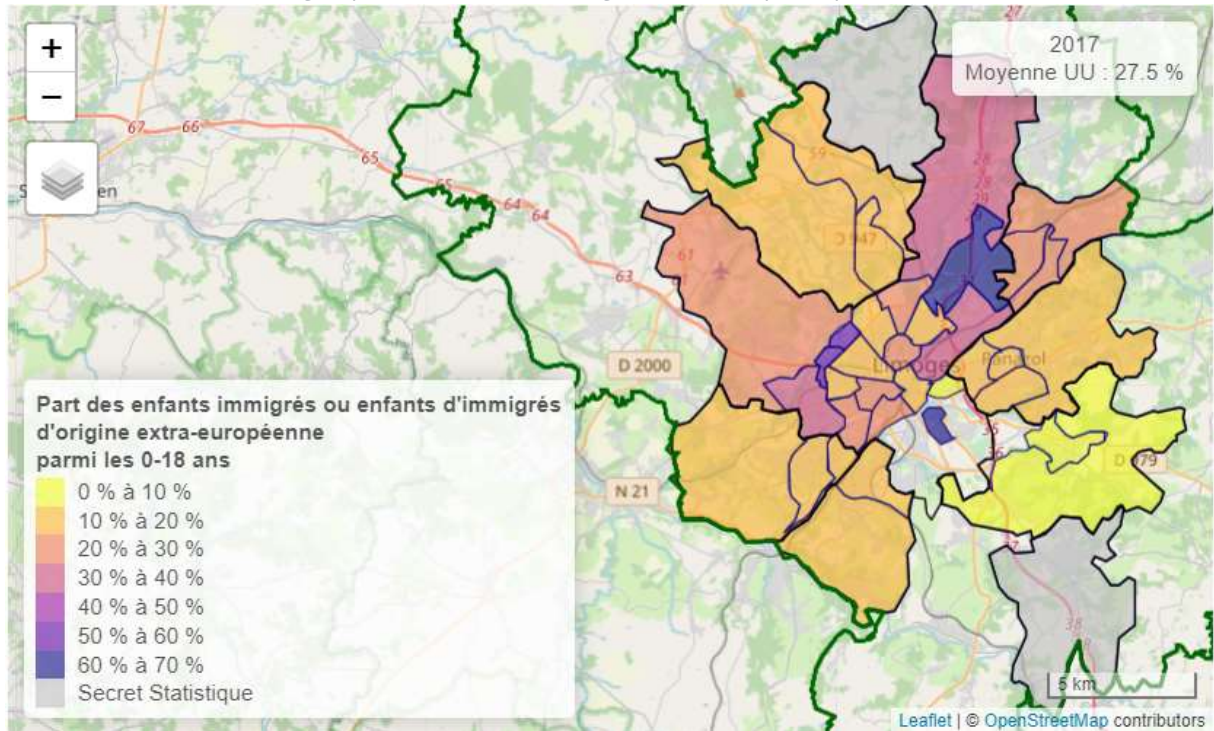 +
−
2017
Moyenne UU : 27.5 %
27
67
66
65
65
64
64
63
61
59
D 947
28
28
29
D 2000
Limoges
Panazol
35
36
D 979
N 21
37
38
Part des enfants immigrés ou enfants d'immigrés
d'origine extra-européenne
parmi les 0-18 ans
0 % à 10 %
10 % à 20 %
20 % à 30 %
30 % à 40 %
40 % à 50 %
50 % à 60 %
60 % à 70 %
Secret Statistique
5 km
Leaflet | © OpenStreetMap contributors